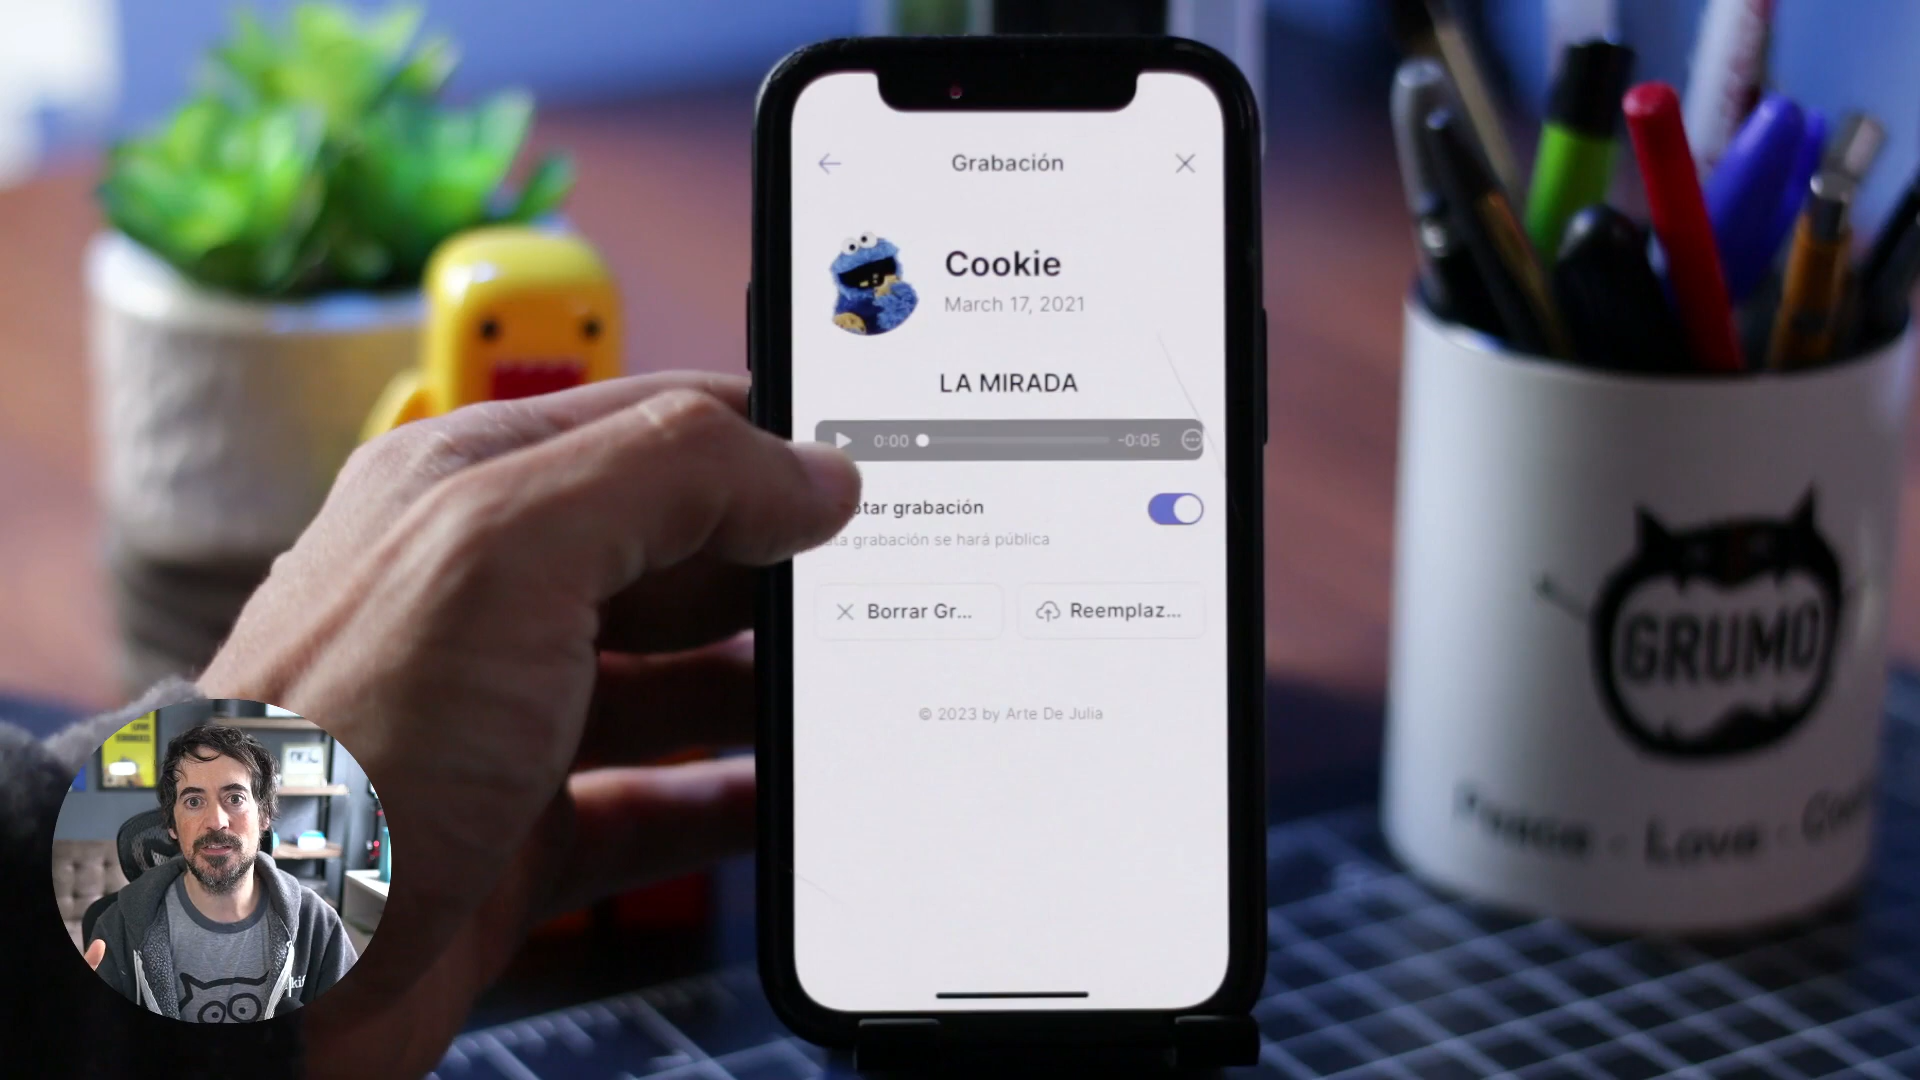 Grabación
Cookie
March 17, 2021
LA MIRADA
0:00 -0:05
grabación
grabación se hará pública
Borrar Gr... Reemplaz...
© 2023 by Arte De Julia
GRUMO
Peace - Love -